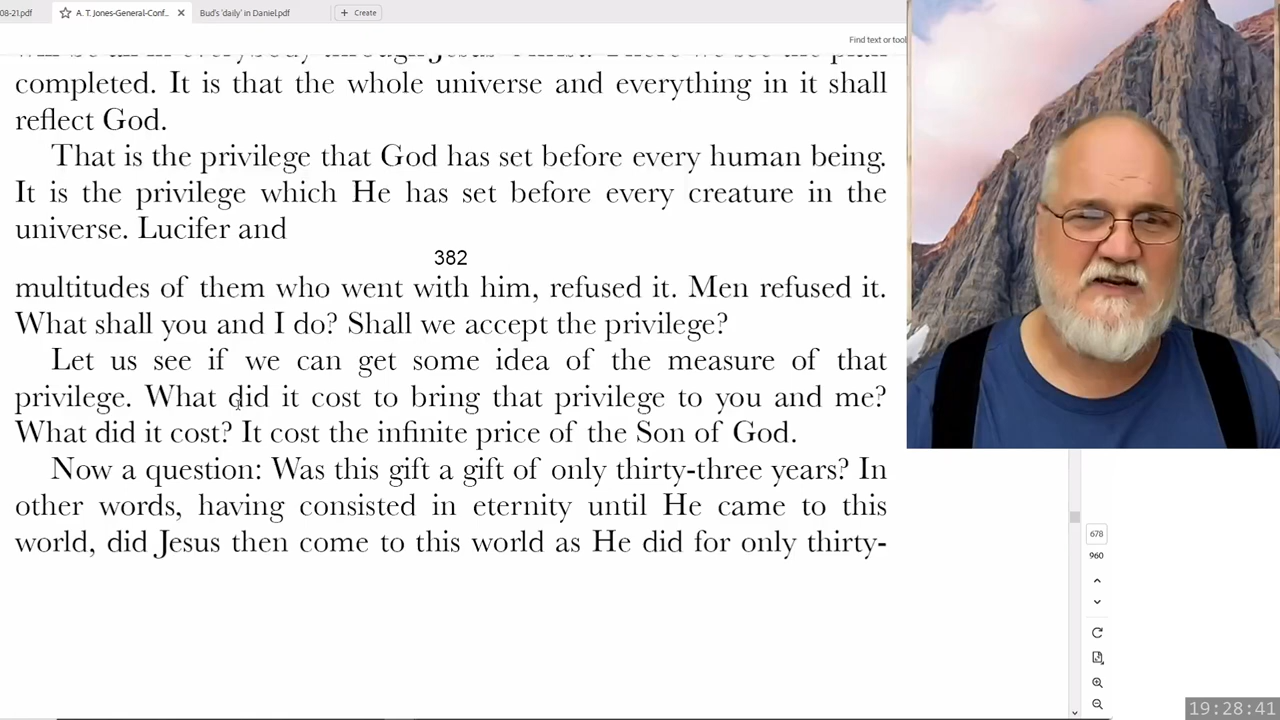 08-21.pdf
A. T. Jones-General-Conf...
Bud's 'daily' in Daniel.pdf
Create
Find text or tool
completed. It is that the whole universe and everything in it shall
reflect God.
That is the privilege that God has set before every human being.
It is the privilege which He has set before every creature in the
universe. Lucifer and
382
multitudes of them who went with him, refused it. Men refused it.
What shall you and I do? Shall we accept the privilege?
Let us see if we can get some idea of the measure of that
privilege. What did it cost to bring that privilege to you and me?
What did it cost? It cost the infinite price of the Son of God.
Now a question: Was this gift a gift of only thirty-three years? In
other words, having consisted in eternity until He came to this
world, did Jesus then come to this world as He did for only thirty-
678
960
19:28:41